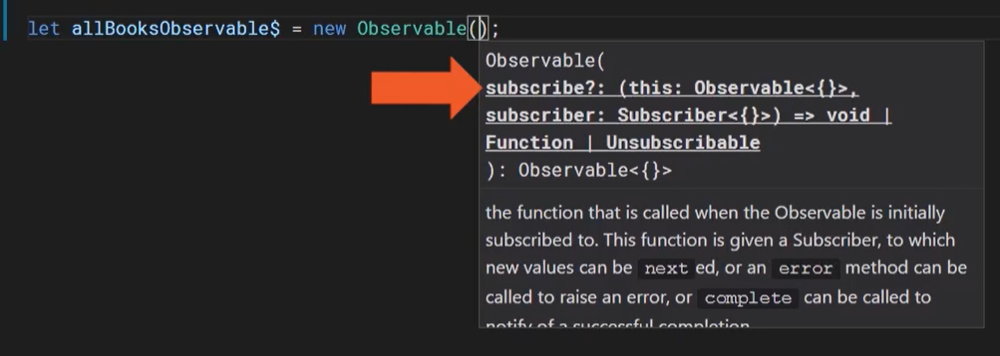 let allBooksObservable$ = new Observable();
Observable(
subscribe?: (this: Observable<{}>,
subscriber: Subscriber<{}>) => void |
Function | Unsubscribable
): Observable<{}>
the function that is called when the Observable is initially
subscribed to. This function is given a Subscriber, to which
new values can be next ed, or an error method can be
called to raise an error, or complete can be called to
notify of a successful completion